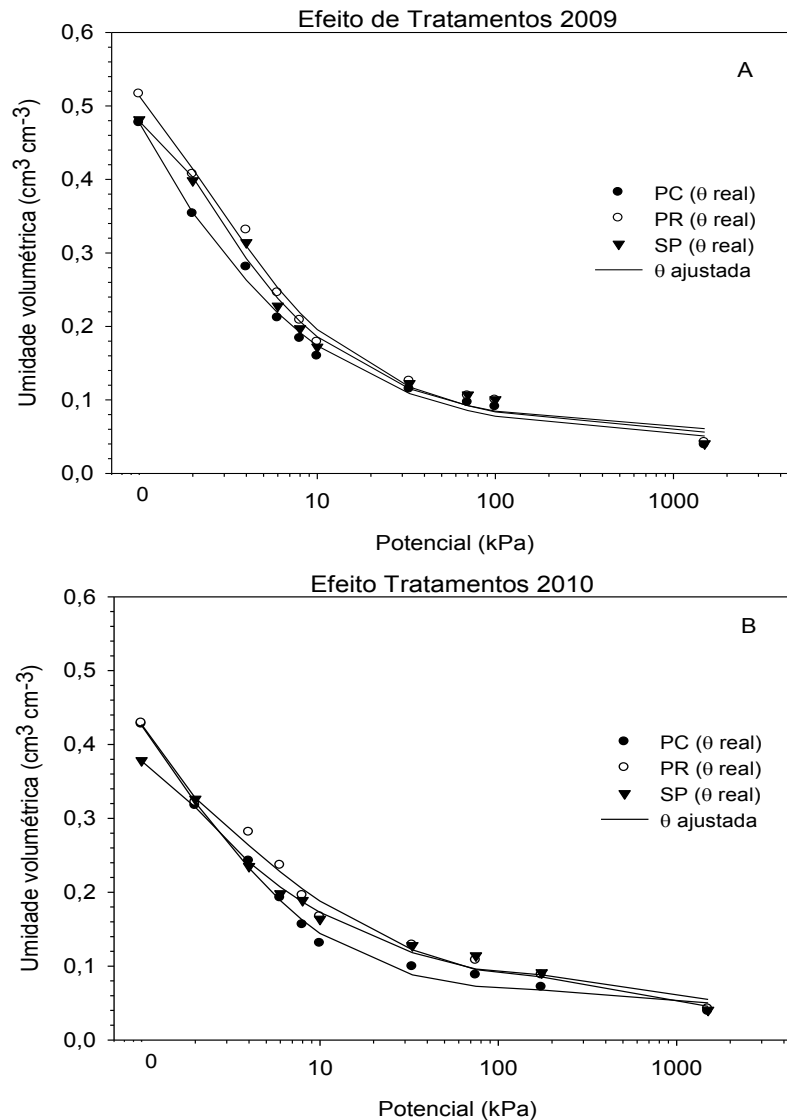 Efeito de Tratamentos 2009
A
0,6
0,5
0,4
0,3
0,2
0,1
0,0
Umidade volumétrica (cm3 cm-3)
PC (θ real)
PR (θ real)
SP (θ real)
θ ajustada
0 10 100 1000
Potencial (kPa)
Efeito Tratamentos 2010
B
0,6
0,5
0,4
0,3
0,2
0,1
0,0
Umidade volumétrica (cm3 cm-3)
PC (θ real)
PR (θ real)
SP (θ real)
θ ajustada
0 10 100 1000
Potencial (kPa)